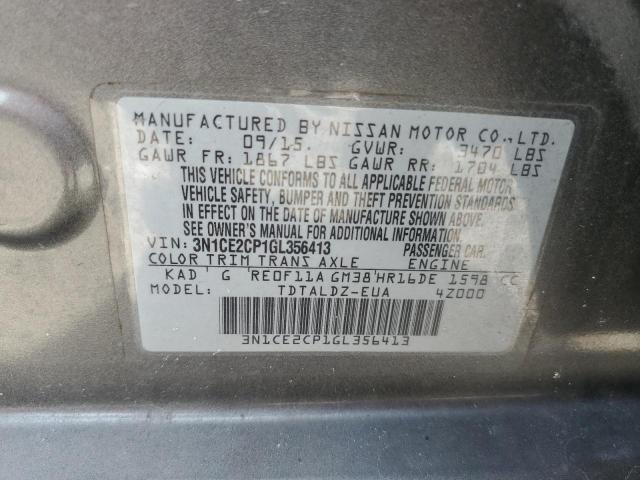 MANUFACTURED BY NISSAN MOTOR CO., LTD.
DATE: 09/15. GVWR: 3470 LBS
GAWR FR: 1867 LBS GAWR RR: 1704 LBS
THIS VEHICLE CONFORMS TO ALL APPLICABLE FEDERAL MOTOR
VEHICLE SAFETY, BUMPER AND THEFT PREVENTION STANDARDS
IN EFFECT ON THE DATE OF MANUFACTURE SHOWN ABOVE.
SEE OWNER'S MANUAL FOR ADDITIONAL INFORMATION.
VIN: 3N1CE2CP1GL356413 PASSENGER CAR.
COLOR TRIM TRANS AXLE ENGINE
KAD ' G 'RE0F11A GM38'HR16DE 1598 CC
MODEL: TDTALDZ-EUA 4Z000
3N1CE2CP1GL356413